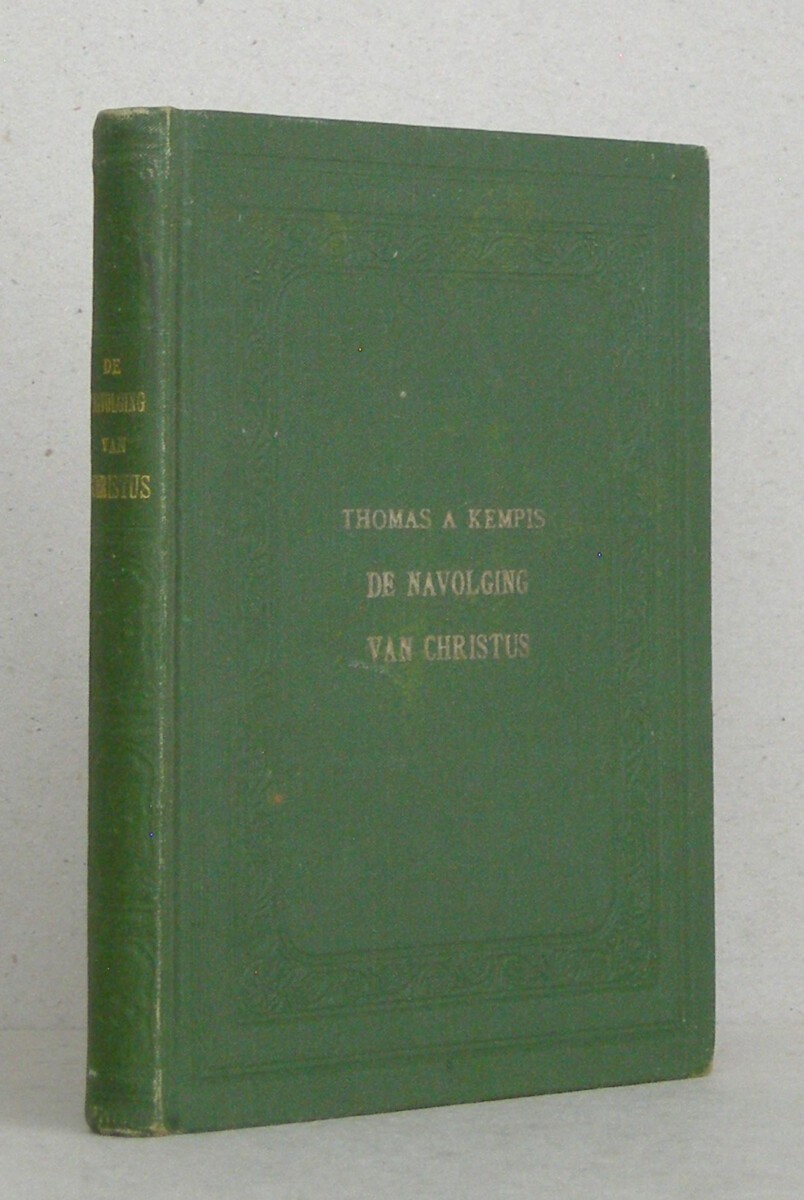 DE
NAVOLGING
VAN
CHRISTUS
THOMAS A KEMPIS
DE NAVOLGING
VAN CHRISTUS